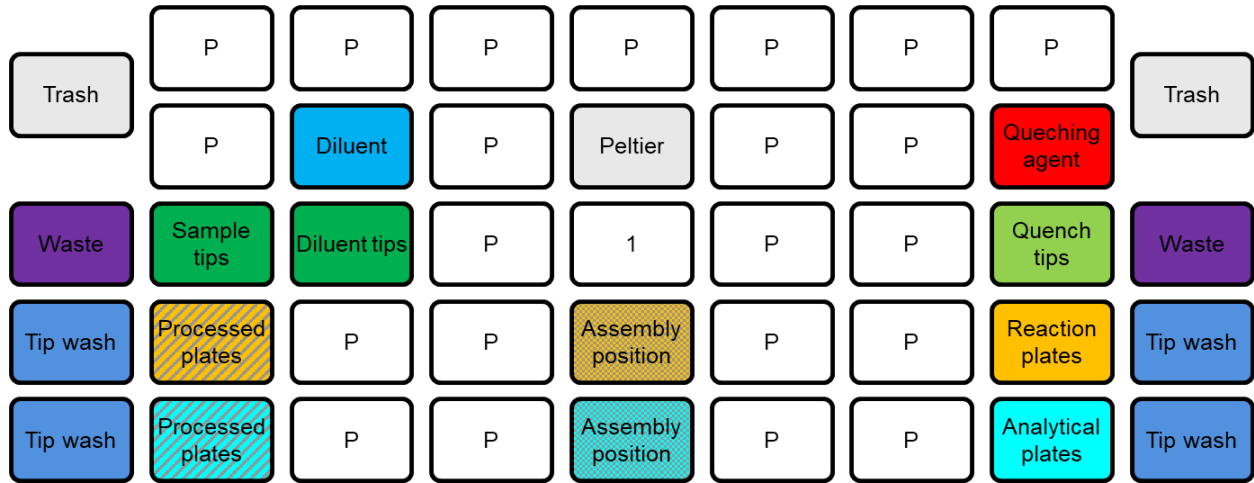 P P P P P P P
Trash Trash
P Diluent P Peltier P P Queching
agent
Waste Sample
tips Diluent tips P 1 P P Quench
tips Waste
Tip wash Processed
plates P P Assembly
position P P Reaction
plates Tip wash
Tip wash Processed
plates P P Assembly
position P P Analytical
plates Tip wash